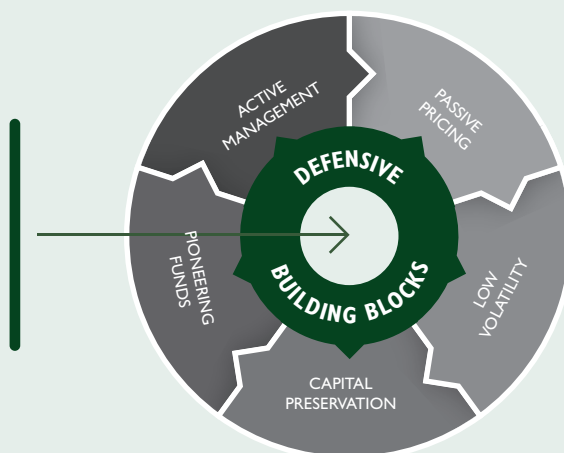 ACTIVE
MANAGEMENT
PASSIVE
PRICING
DEFENSIVE
BUILDING BLOCKS
PIONEERING
FUNDS
LOW
VOLATILITY
CAPITAL
PRESERVATION